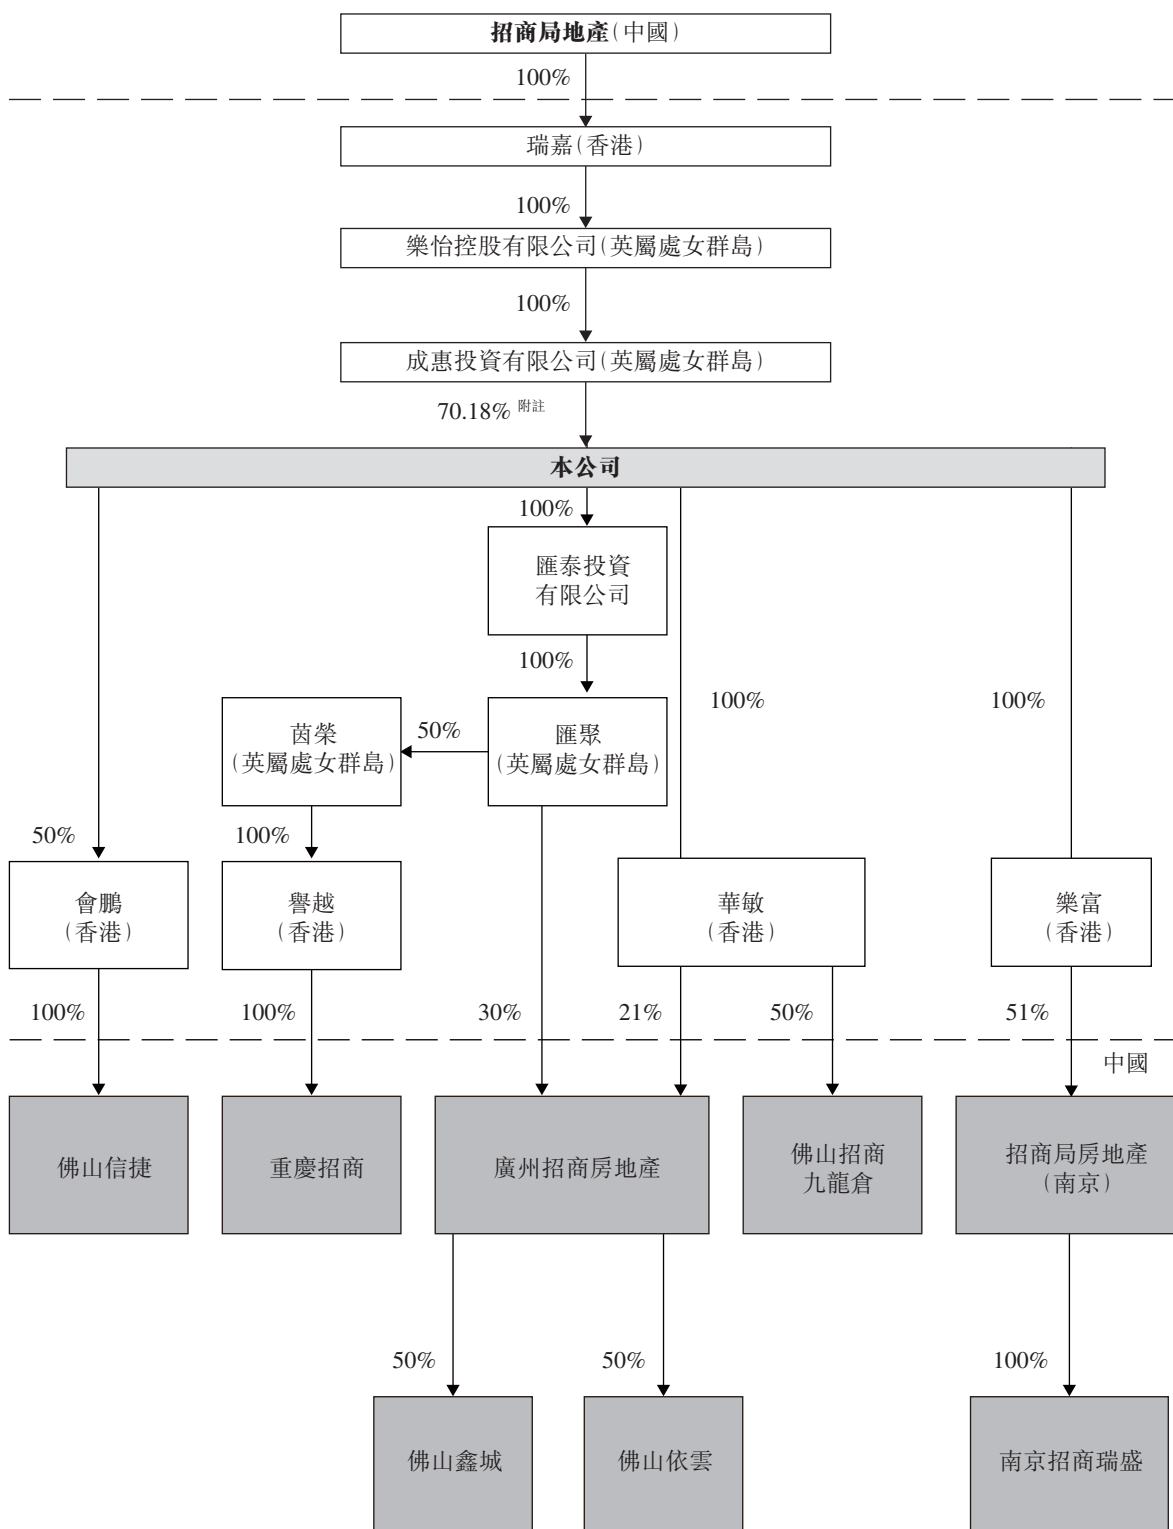 招商局地產(中國)
100%
瑞嘉(香港)
100%
樂怡控股有限公司(英屬處女群島)
100%
成惠投資有限公司(英屬處女群島)
70.18% 附註
本公司
100%
匯泰投資
有限公司
100%
100%
100%
茵榮
(英屬處女群島)
50%
匯聚
(英屬處女群島)
50%
100%
會鵬
(香港)
譽越
(香港)
華敏
(香港)
樂富
(香港)
100%
100%
30%
21%
50%
51%
中國
佛山信捷
重慶招商
廣州招商房地產
佛山招商
九龍倉
招商局房地產
(南京)
50%
50%
100%
佛山鑫城
佛山依雲
南京招商瑞盛